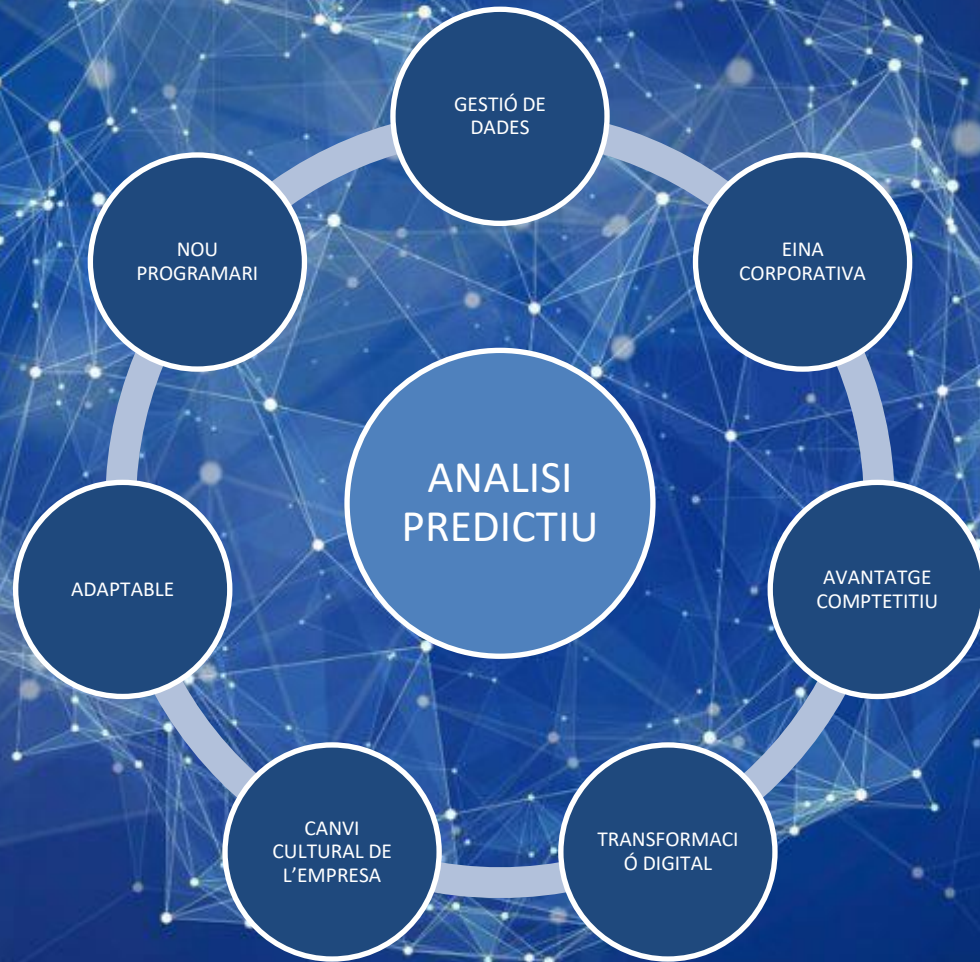 GESTIÓ DE
DADES
EINA
CORPORATIVA
AVANTATGE
COMPTETITIU
TRANSFORMACI
Ó DIGITAL
CANVI
CULTURAL DE
L’EMPRESA
ADAPTABLE
NOU
PROGRAMARI
ANALISI
PREDICTIU